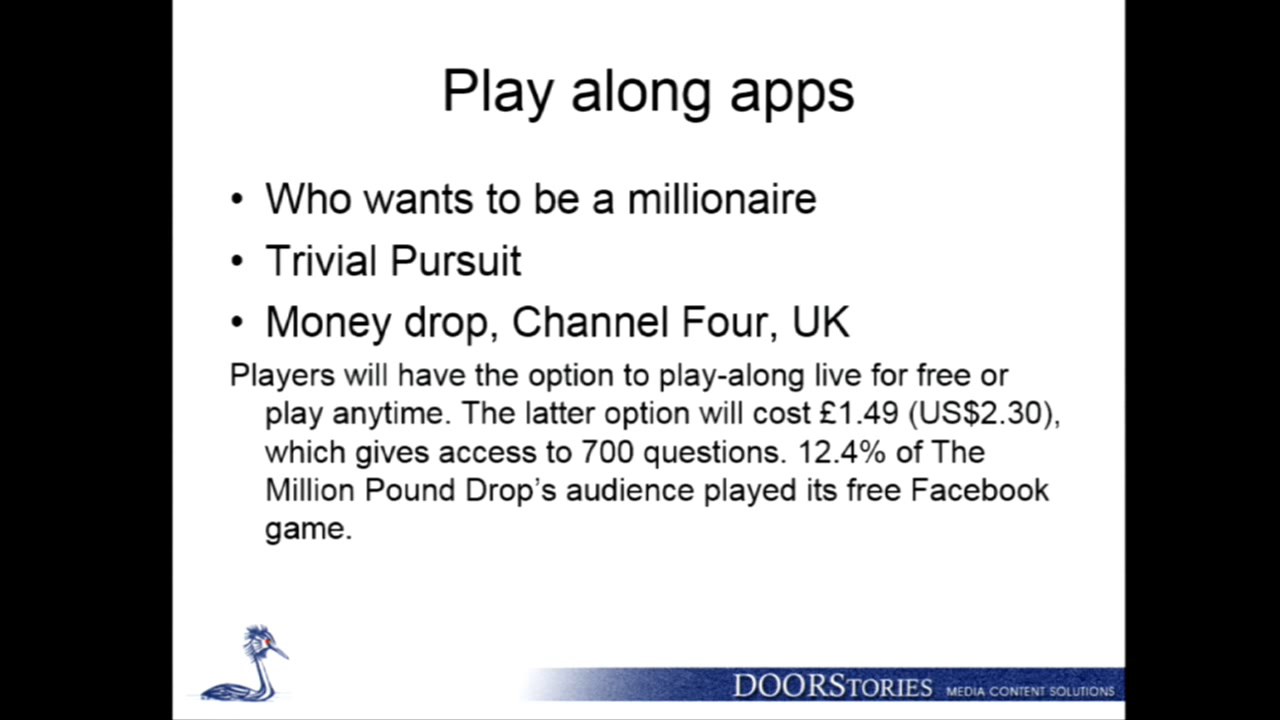 Play along apps
• Who wants to be a millionaire
• Trivial Pursuit
• Money drop, Channel Four, UK
Players will have the option to play-along live for free or
play anytime. The latter option will cost £1.49 (US$2.30),
which gives access to 700 questions. 12.4% of The
Million Pound Drop’s audience played its free Facebook
game.
DOORSTORIES MEDIA CONTENT SOLUTIONS